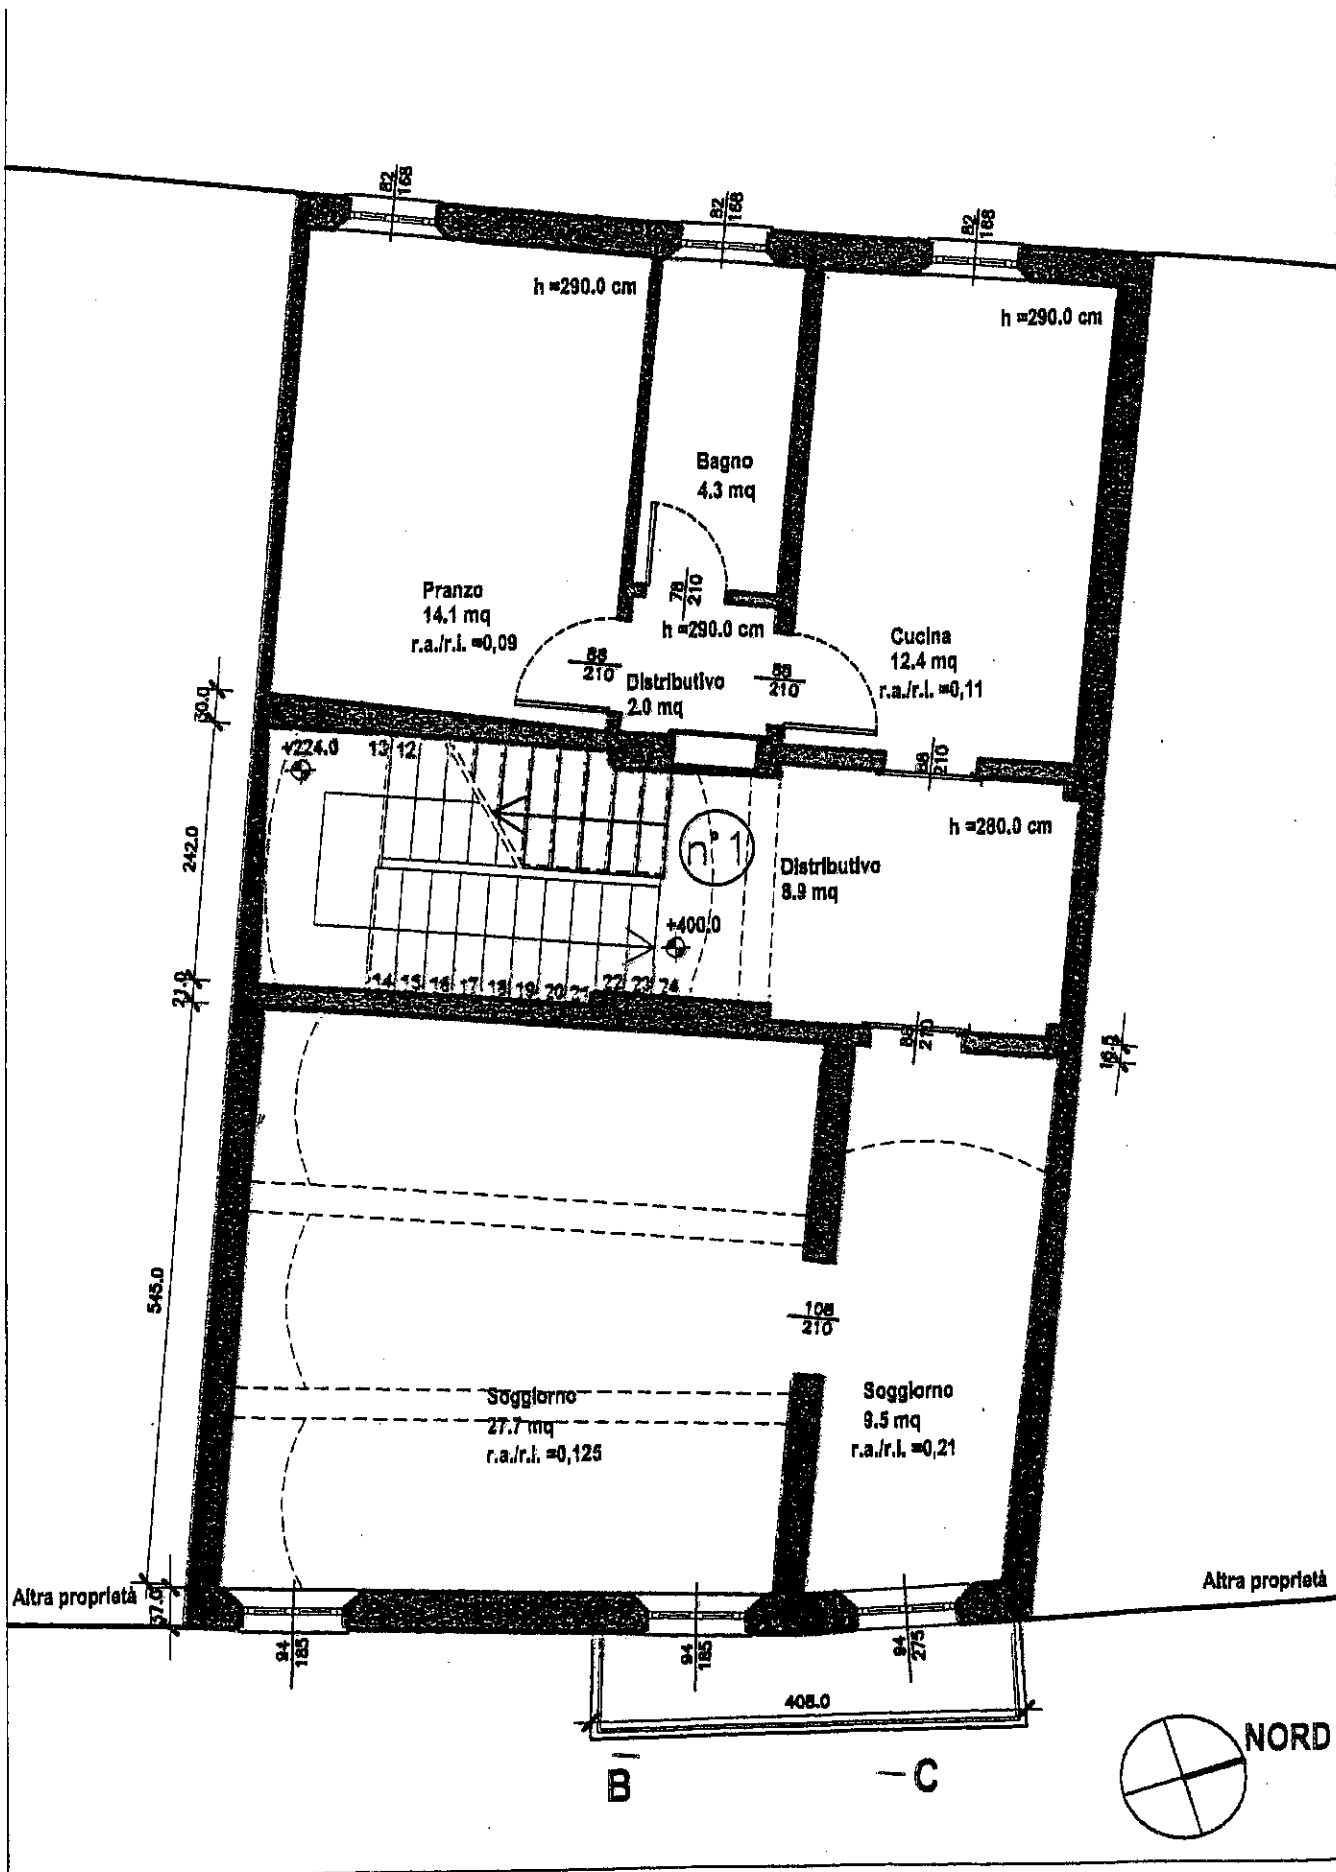 82
168
82
168
82
168
h =290.0 cm
h =290.0 cm
Bagno
4.3 mq
78
210
h =290.0 cm
Pranzo
14.1 mq
r.a./r.i. =0,09
Cucina
12.4 mq
r.a./r.i. =0,11
210
210
Distributivo
2.0 mq
30.0
+224.0
13 12
210
h =280.0 cm
242.0
n° 1
Distributivo
8.9 mq
+400.0
14 15 16 17 18 19 20 21 22 23 24
21.0
210
16.5
545.0
108
210
Soggiorno
27.7 mq
r.a./r.i. =0,125
Soggiorno
9.5 mq
r.a./r.i. =0,21
Altra proprietà
57.0
Altra proprietà
94
185
94
185
94
275
408.0
B
C
NORD